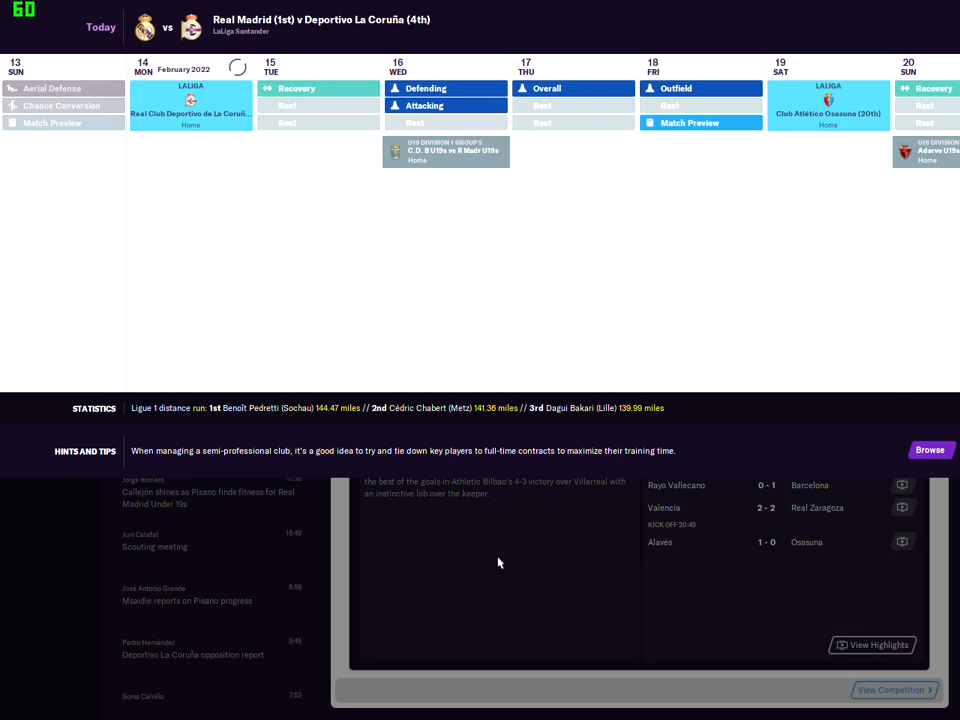 60
Today
vs
Real Madrid (1st) v Deportivo La Coruña (4th)
LaLiga Santander
13
SUN
14
MON February 2022
15
TUE
16
WED
17
THU
18
FRI
19
SAT
20
SUN
Aerial Defense
Chance Conversion
Match Preview
LALIGA
Real Club Deportivo de La Coruñ...
Home
Recovery
Rest
Rest
Defending
Attacking
Rest
U19 DIVISION 1 GROUP 5
C.D. B U19s vs R Madr U19s
Home
Overall
Rest
Rest
Outfield
Rest
Match Preview
LALIGA
Club Atlético Osasuna (20th)
Home
Recovery
Rest
Rest
U19 DIVISION
Adarve U19s
Home
STATISTICS
Ligue 1 distance run: 1st Benoît Pedretti (Sochau) 144.47 miles // 2nd Cédric Chabert (Metz) 141.36 miles // 3rd Dagui Bakari (Lille) 139.99 miles
HINTS AND TIPS
When managing a semi-professional club, it's a good idea to try and tie down key players to full-time contracts to maximize their training time.
Browse
Jorge Romero
Callejón shines as Pisano finds fitness for Real
Madrid Under 19s
Juni Calafat 16:49
Scouting meeting
José Antonio Grande 8:56
Msaidie reports on Pisano progress
Pedro Hernández 8:49
Deportivo La Coruña opposition report
Sonia Calviño 7:53
the best of the goals in Athletic Bilbao's 4-3 victory over Villarreal with
an instinctive lob over the keeper.
Rayo Vallecano 0 - 1 Barcelona
Valencia 2 - 2 Real Zaragoza
KICK OFF 20:45
Alavés 1 - 0 Osasuna
View Highlights
View Competition